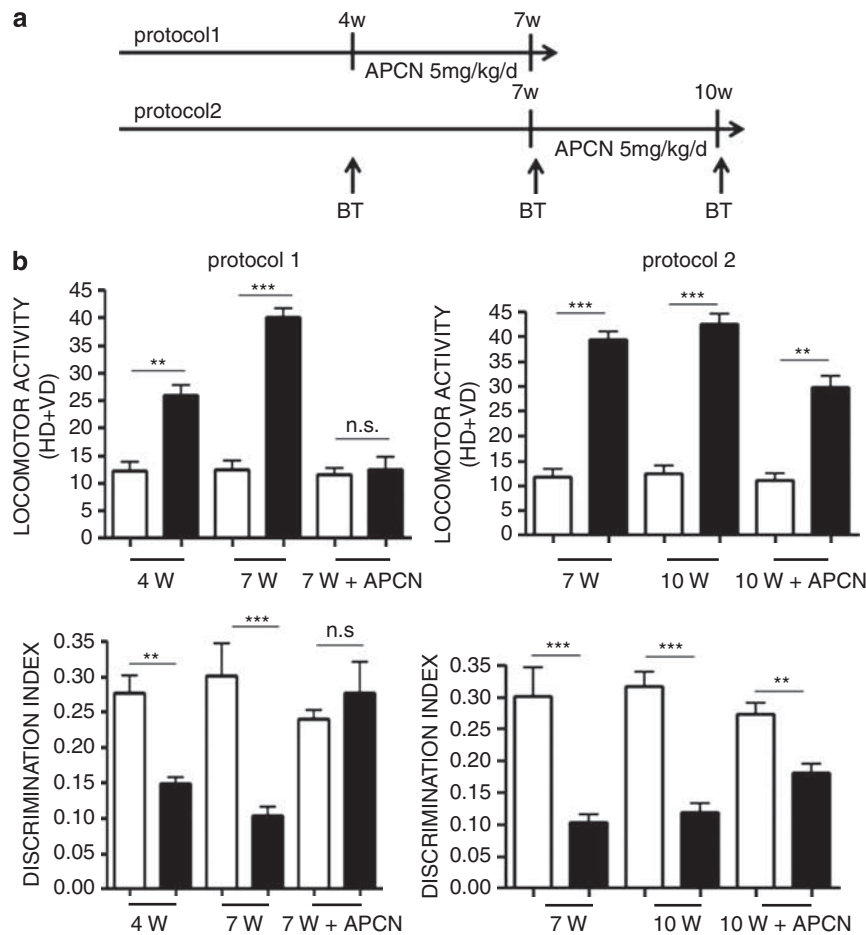 a
4w 7w
protocol1
APCN 5mg/kg/d
7w 10w
protocol2
APCN 5mg/kg/d
BT BT BT
b
protocol 1 protocol 2
LOCOMOTOR ACTIVITY
(HD+VD)
45
40
35
30
25
20
15
10
5
0
** *** n.s.
4 W 7 W 7 W + APCN
LOCOMOTOR ACTIVITY
(HD+VD)
45
40
35
30
25
20
15
10
5
0
*** *** **
7 W 10 W 10 W + APCN
DISCRIMINATION INDEX
0.35
0.30
0.25
0.20
0.15
0.10
0.05
0.00
** *** n.s
4 W 7 W 7 W + APCN
DISCRIMINATION INDEX
0.35
0.30
0.25
0.20
0.15
0.10
0.05
0.00
*** *** **
7 W 10 W 10 W + APCN